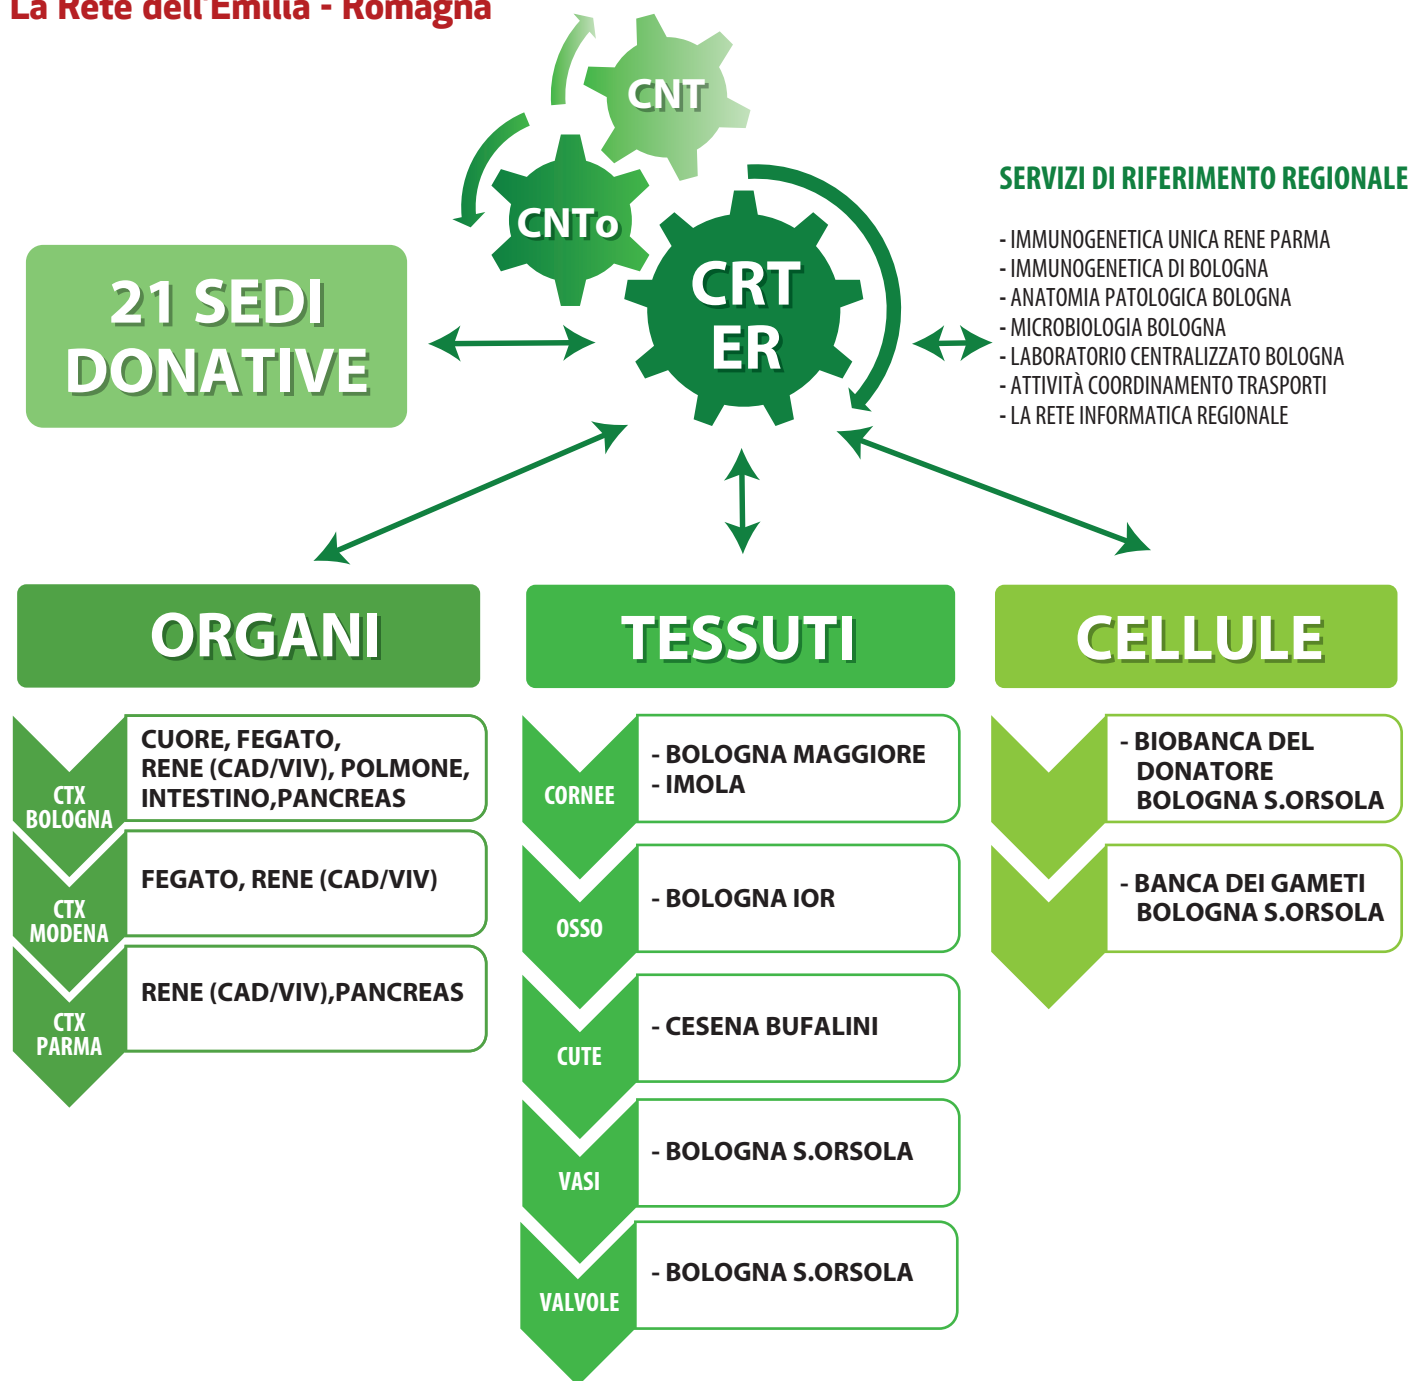 La Rete dell'Emilia - Romagna
CNT
CNTo
CRT
ER
21 SEDI
DONATIVE
SERVIZI DI RIFERIMENTO REGIONALE
- IMMUNOGENETICA UNICA RENE PARMA
- IMMUNOGENETICA DI BOLOGNA
- ANATOMIA PATOLOGICA BOLOGNA
- MICROBIOLOGIA BOLOGNA
- LABORATORIO CENTRALIZZATO BOLOGNA
- ATTIVITÀ COORDINAMENTO TRASPORTI
- LA RETE INFORMATICA REGIONALE
ORGANI
CTX
BOLOGNA
CUORE, FEGATO,
RENE (CAD/VIV), POLMONE,
INTESTINO,PANCREAS
CTX
MODENA
FEGATO, RENE (CAD/VIV)
CTX
PARMA
RENE (CAD/VIV),PANCREAS
TESSUTI
CORNEE
- BOLOGNA MAGGIORE
- IMOLA
OSSO
- BOLOGNA IOR
CUTE
- CESENA BUFALINI
VASI
- BOLOGNA S.ORSOLA
VALVOLE
- BOLOGNA S.ORSOLA
CELLULE
- BIOBANCA DEL
DONATORE
BOLOGNA S.ORSOLA
- BANCA DEI GAMETI
BOLOGNA S.ORSOLA